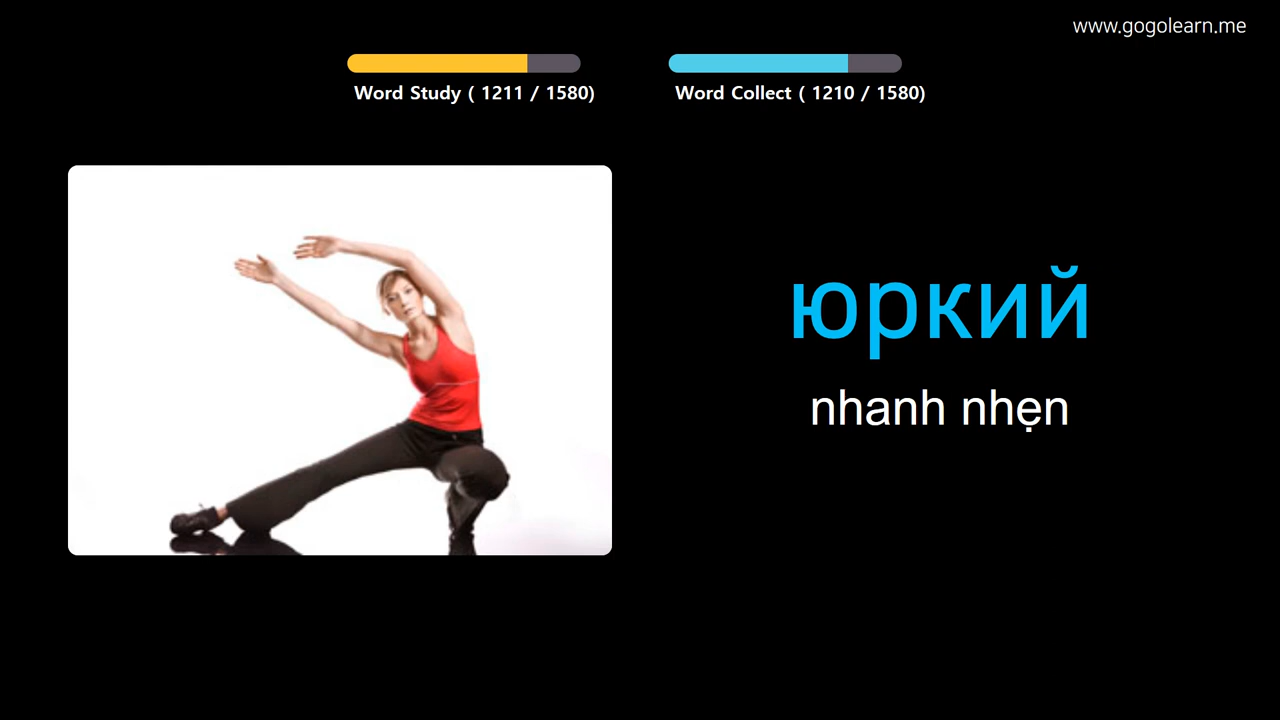 www.gogolearn.me
Word Study ( 1211 / 1580)
Word Collect ( 1210 / 1580)
юркий
nhanh nhẹn